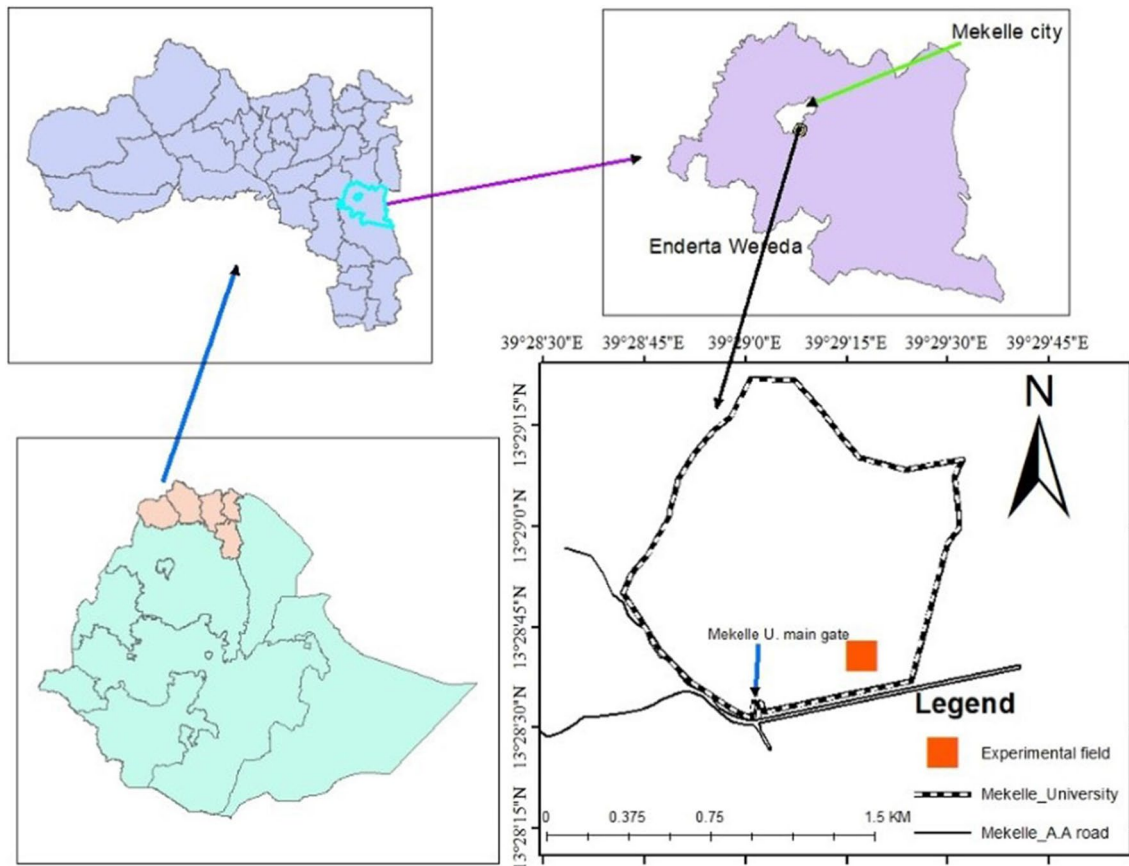 Mekelle city
Enderta Wereda
39°28'30"E 39°28'45"E 39°29'0"E 39°29'15"E 39°29'30"E 39°29'45"E
13°29'15"N
13°29'0"N
13°28'45"N
13°28'30"N
13°28'15"N
N
Mekelle U. main gate
Legend
Experimental field
Mekelle_University
Mekelle_A.A road
0 0.375 0.75 1.5 KM